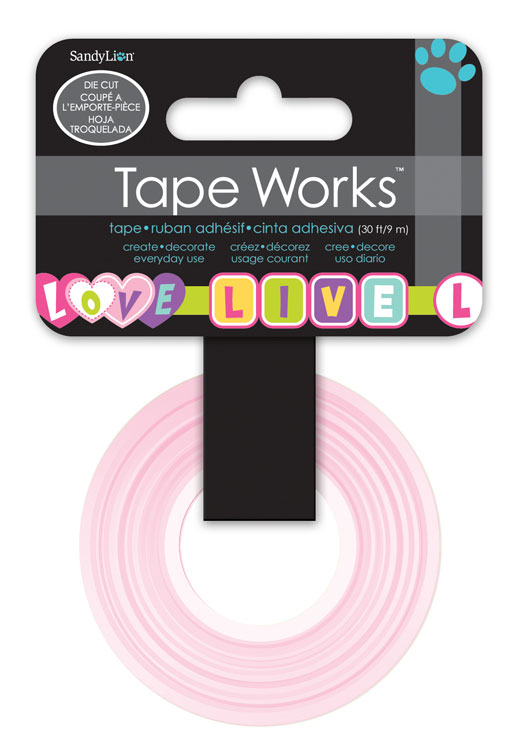 SandyLion
DIE CUT
COUPÉ A
L'EMPORTE-PIÈCE
HOJA
TROQUELADA
Tape Works™
tape•ruban adhésif•cinta adhesiva (30 ft/9 m)
create•decorate
everyday use
créez•décorez
usage courant
cree•decore
uso diario
LOVE LIVE L